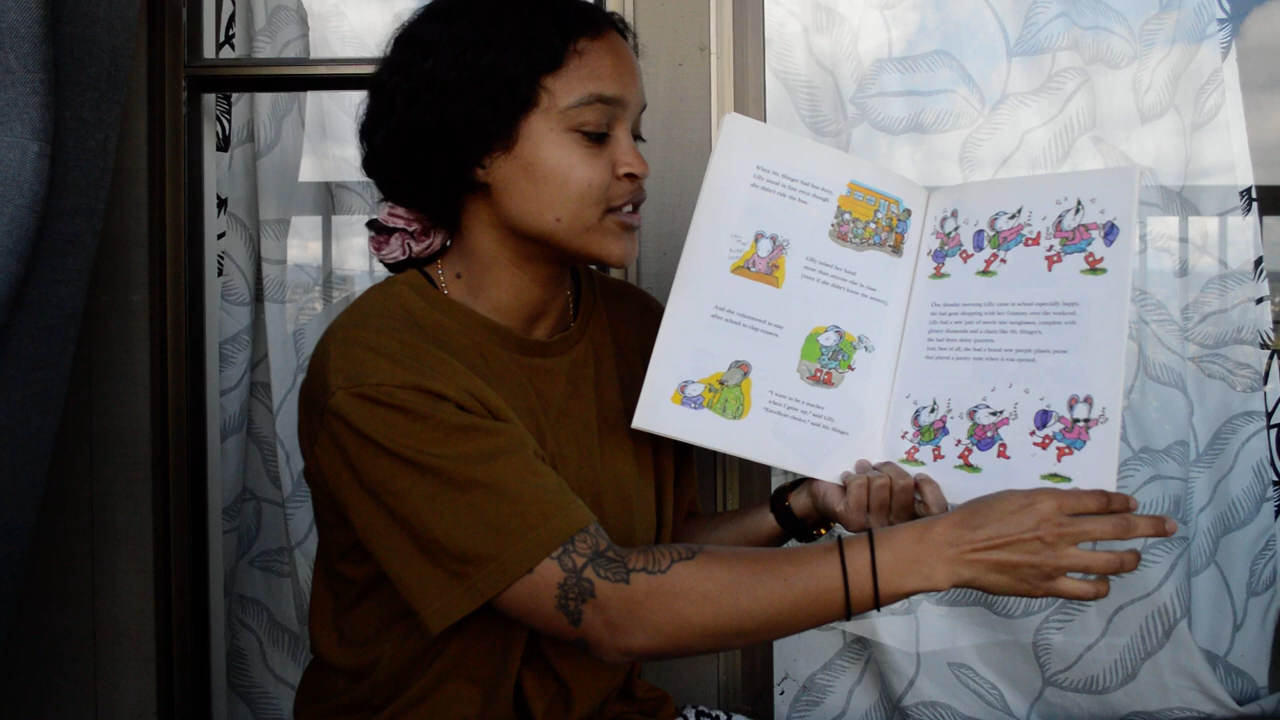 When Mr. Slinger had bus duty,
Lilly stood in line even though
she didn't ride the bus.
Lilly raised her hand
more than anyone else in class
(even if she didn't know the answer).
And she volunteered to stay
after school to clap erasers.
"I want to be a teacher
when I grow up," said Lilly.
"Excellent choice!" said Mr. Slinger.
One Monday morning Lilly came to school especially happy.
She had gone shopping with her Grammy over the weekend.
Lilly had a new pair of movie star sunglasses, complete with
glittery diamonds and a chain like Mr. Slinger's.
She had three shiny quarters.
And, best of all, she had a brand new purple plastic purse
that played a jaunty tune when it was opened.